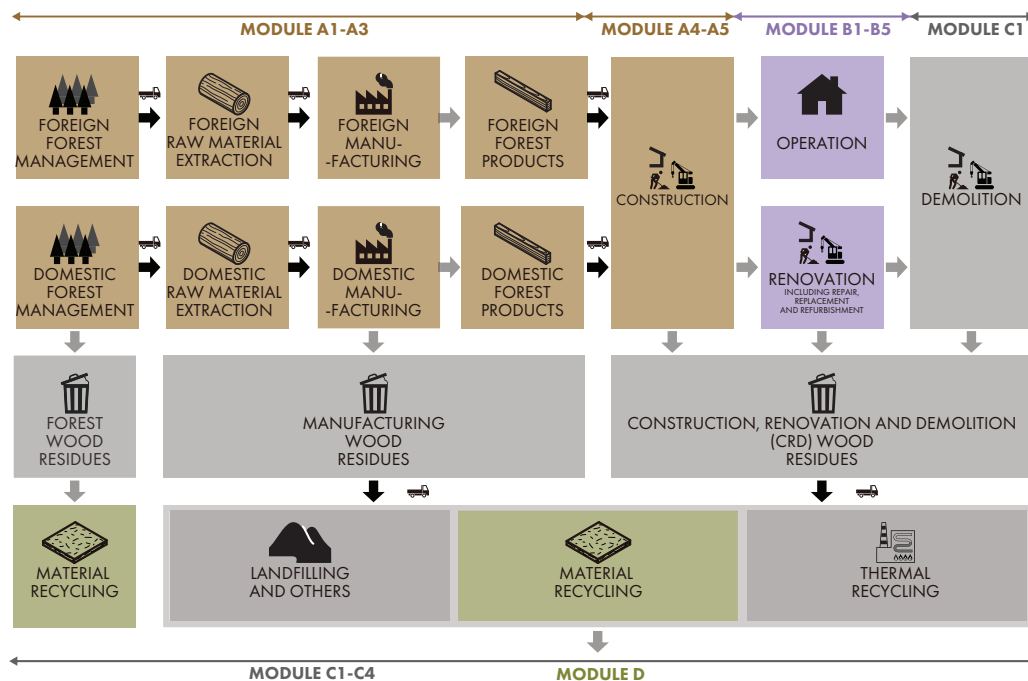 MODULE A1-A3
MODULE A4-A5
MODULE B1-B5
MODULE C1
FOREIGN
FOREST
MANAGEMENT
FOREIGN
RAW MATERIAL
EXTRACTION
FOREIGN
MANU-
-FACTURING
FOREIGN
FOREST
PRODUCTS
CONSTRUCTION
OPERATION
DEMOLITION
DOMESTIC
FOREST
MANAGEMENT
DOMESTIC
RAW MATERIAL
EXTRACTION
DOMESTIC
MANU-
-FACTURING
DOMESTIC
FOREST
PRODUCTS
RENOVATION
INCLUDING REPAIR,
REPLACEMENT
AND REFURBISHMENT
FOREST
WOOD
RESIDUES
MANUFACTURING
WOOD
RESIDUES
CONSTRUCTION, RENOVATION AND DEMOLITION
(CRD) WOOD
RESIDUES
MATERIAL
RECYCLING
LANDFILLING
AND OTHERS
MATERIAL
RECYCLING
THERMAL
RECYCLING
MODULE C1-C4
MODULE D